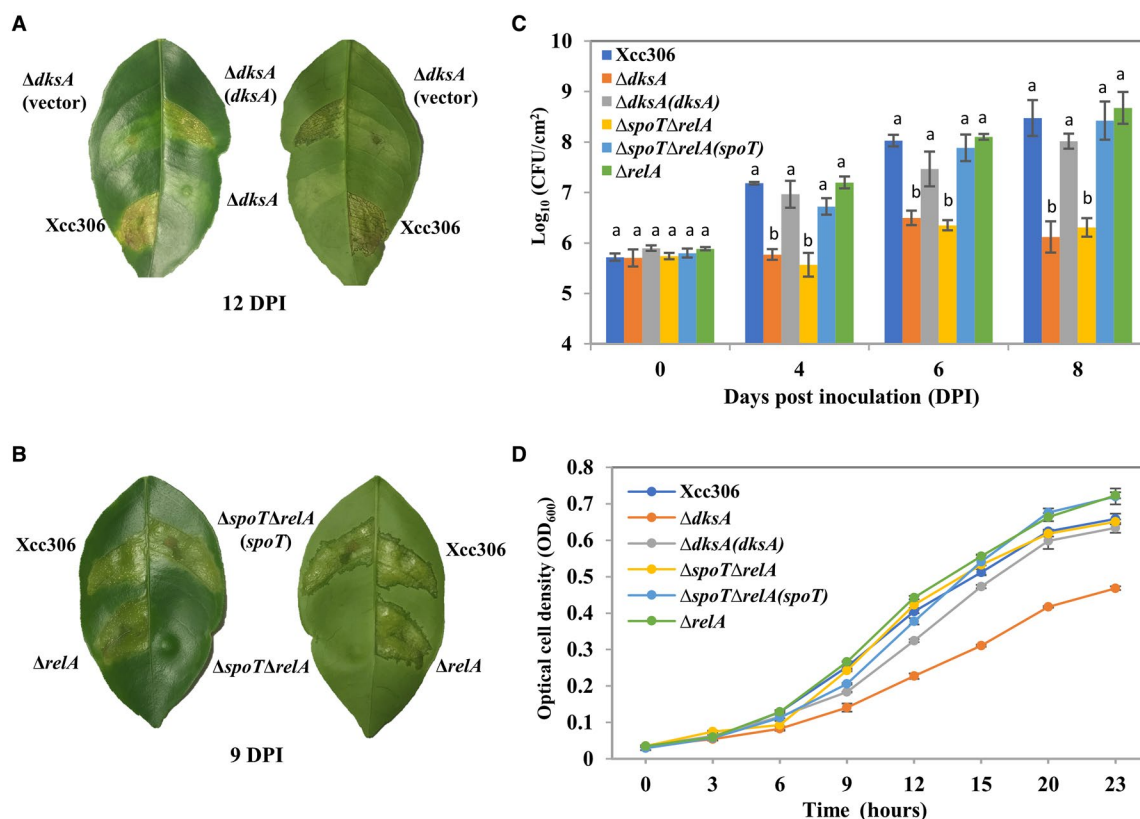 A
ΔdksA
(vector)
ΔdksA
(dksA)
ΔdksA
(vector)
Xcc306
ΔdksA
Xcc306
12 DPI
B
Xcc306
ΔspoTΔrelA
(spoT)
Xcc306
ΔrelA
ΔspoTΔrelA
ΔrelA
9 DPI
C
Log10 (CFU/cm²)
10
9
8
7
6
5
4
Xcc306
ΔdksA
ΔdksA(dksA)
ΔspoTΔrelA
ΔspoTΔrelA(spoT)
ΔrelA
a a a a a a
a b a b a a
a b a b a a
a b a b a a
0 4 6 8
Days post inoculation (DPI)
D
Optical cell density (OD600)
0.8
0.7
0.6
0.5
0.4
0.3
0.2
0.1
0
Xcc306
ΔdksA
ΔdksA(dksA)
ΔspoTΔrelA
ΔspoTΔrelA(spoT)
ΔrelA
0 3 6 9 12 15 20 23
Time (hours)